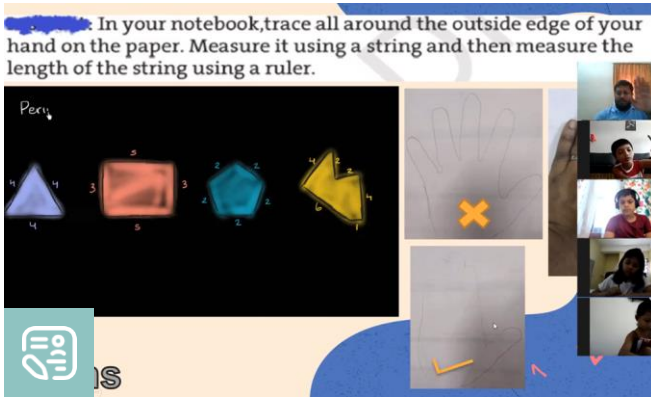 : In your notebook,trace all around the outside edge of your
hand on the paper. Measure it using a string and then measure the
length of the string using a ruler.
Peri
4 4 4
5 3 3 5
2 2 2 2 2
4 2 2 4 6 1